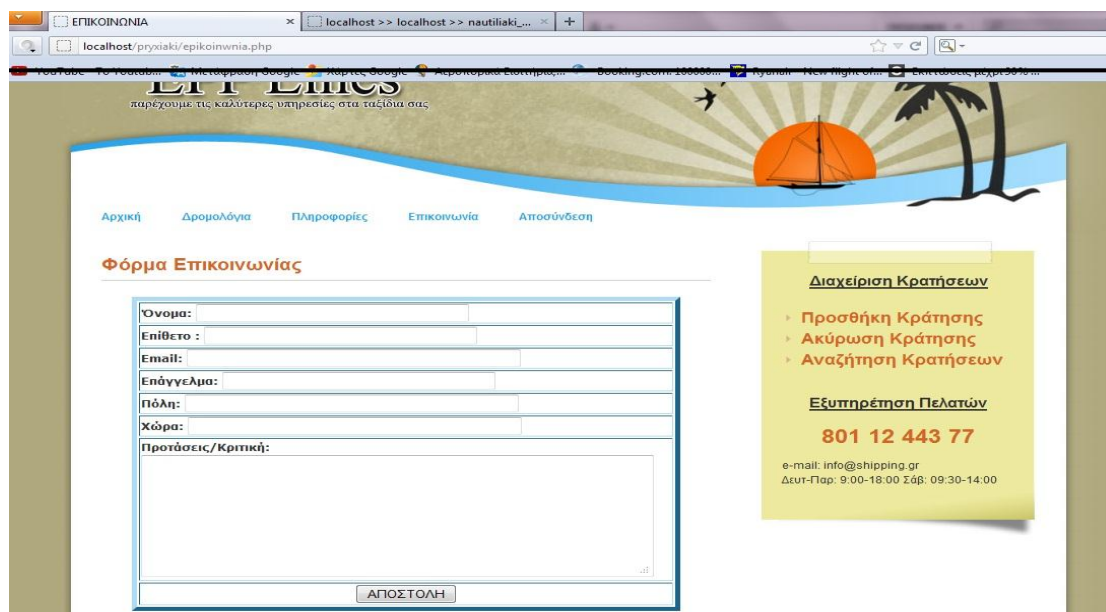 ΕΠΙΚΟΙΝΩΝΙΑ
localhost >> localhost >> nautiliaki_...
localhost/pryxiaki/epikoinwnia.php
παρέχουμε τις καλύτερες υπηρεσίες στα ταξίδια σας
Αρχική Δρομολόγια Πληροφορίες Επικοινωνία Αποσύνδεση
Φόρμα Επικοινωνίας
Όνομα:
Επίθετο :
Email:
Επάγγελμα:
Πόλη:
Χώρα:
Προτάσεις/Κριτική:
ΑΠΟΣΤΟΛΗ
Διαχείριση Κρατήσεων
Προσθήκη Κράτησης
Ακύρωση Κράτησης
Αναζήτηση Κρατήσεων
Εξυπηρέτηση Πελατών
801 12 443 77
e-mail: info@shipping.gr
Δευτ-Παρ: 9:00-18:00 Σάβ: 09:30-14:00